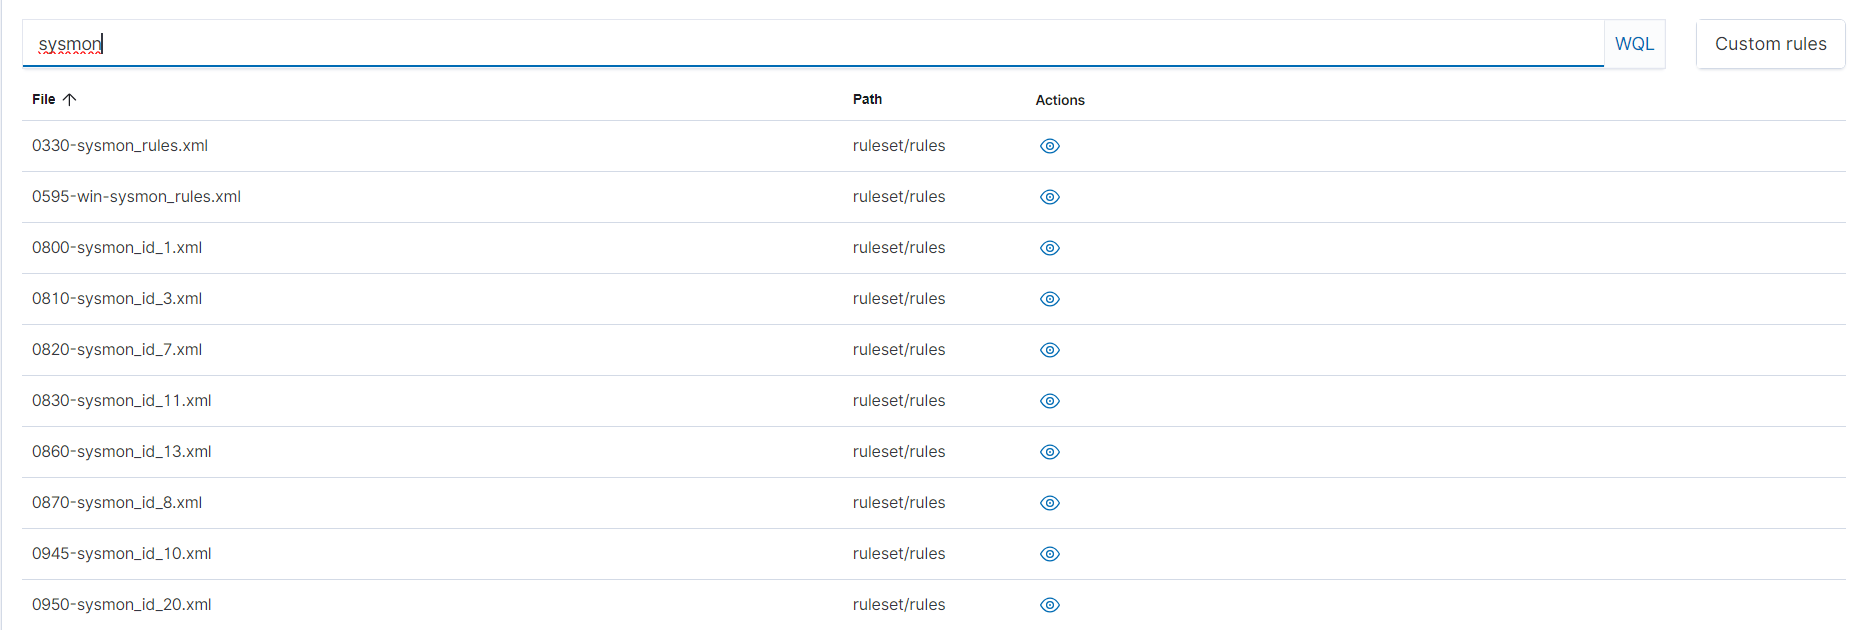 sysmon WQL Custom rules
File Path Actions
0330-sysmon_rules.xml ruleset/rules
0595-win-sysmon_rules.xml ruleset/rules
0800-sysmon_id_1.xml ruleset/rules
0810-sysmon_id_3.xml ruleset/rules
0820-sysmon_id_7.xml ruleset/rules
0830-sysmon_id_11.xml ruleset/rules
0860-sysmon_id_13.xml ruleset/rules
0870-sysmon_id_8.xml ruleset/rules
0945-sysmon_id_10.xml ruleset/rules
0950-sysmon_id_20.xml ruleset/rules